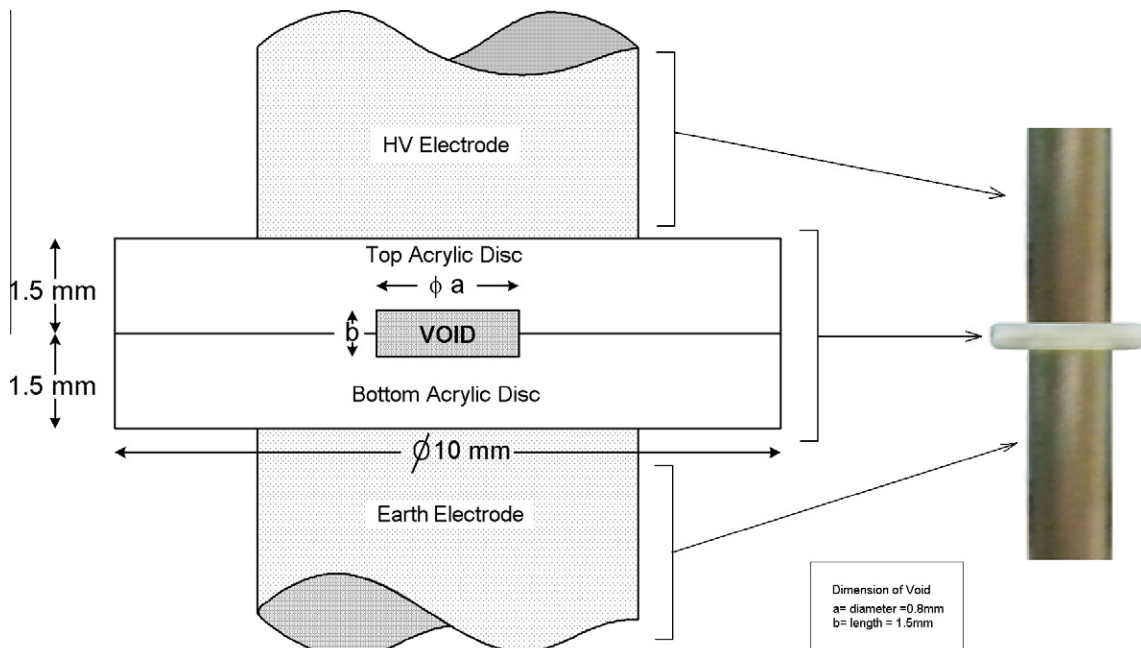 HV Electrode
Top Acrylic Disc
1.5 mm
ϕ a
b
VOID
1.5 mm
Bottom Acrylic Disc
∅10 mm
Earth Electrode
Dimension of Void
a= diameter =0.8mm
b= length = 1.5mm